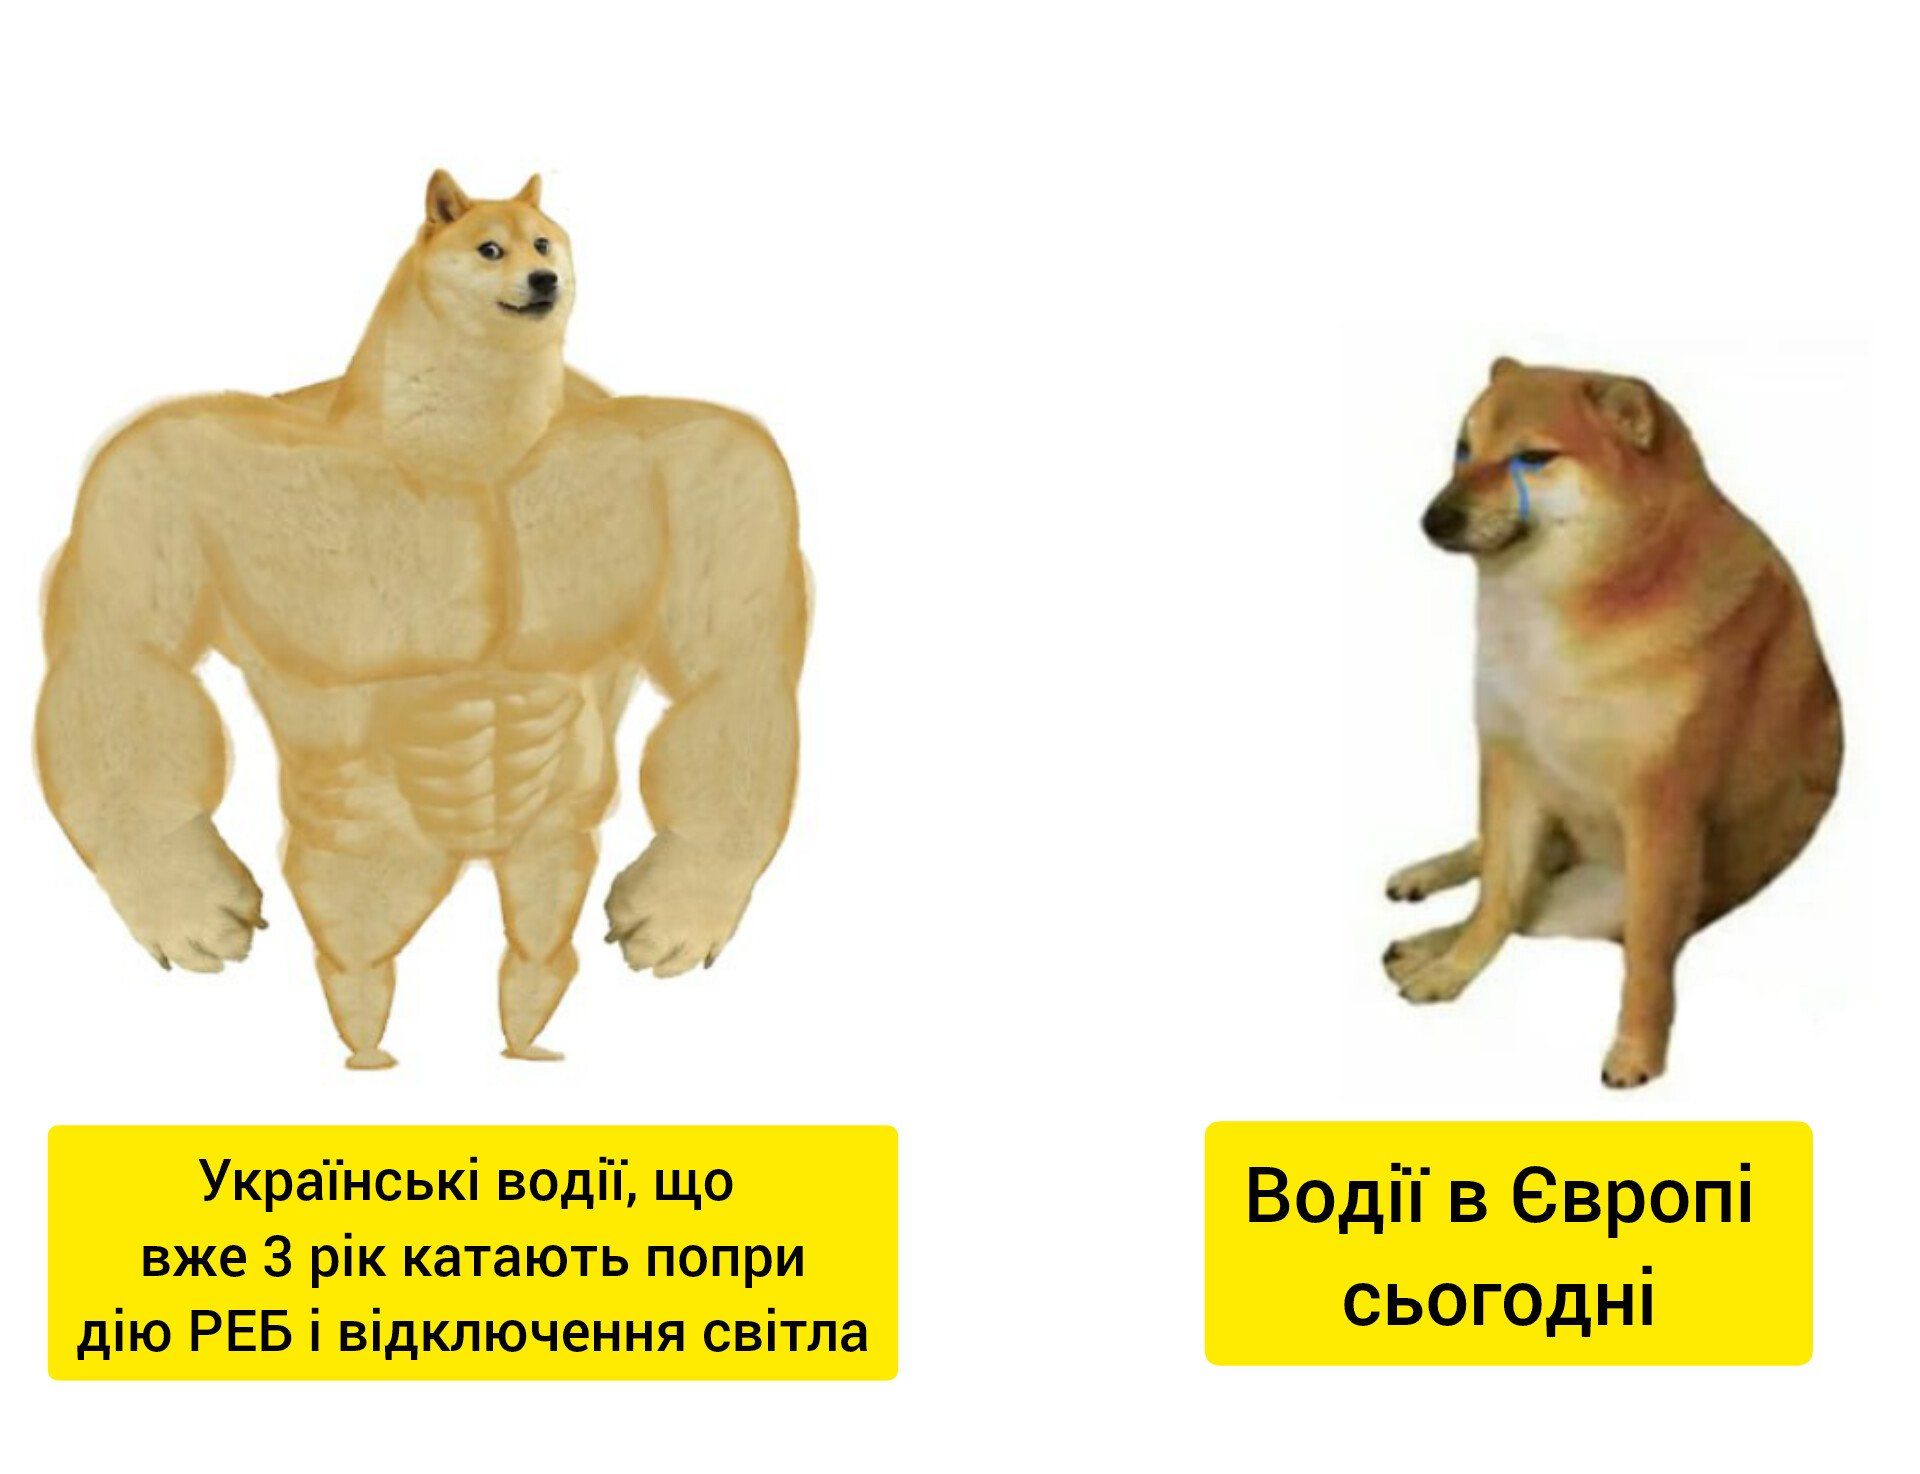 Українські водії, що
вже 3 рік катають попри
дію РЕБ і відключення світла
Водії в Європі
сьогодні